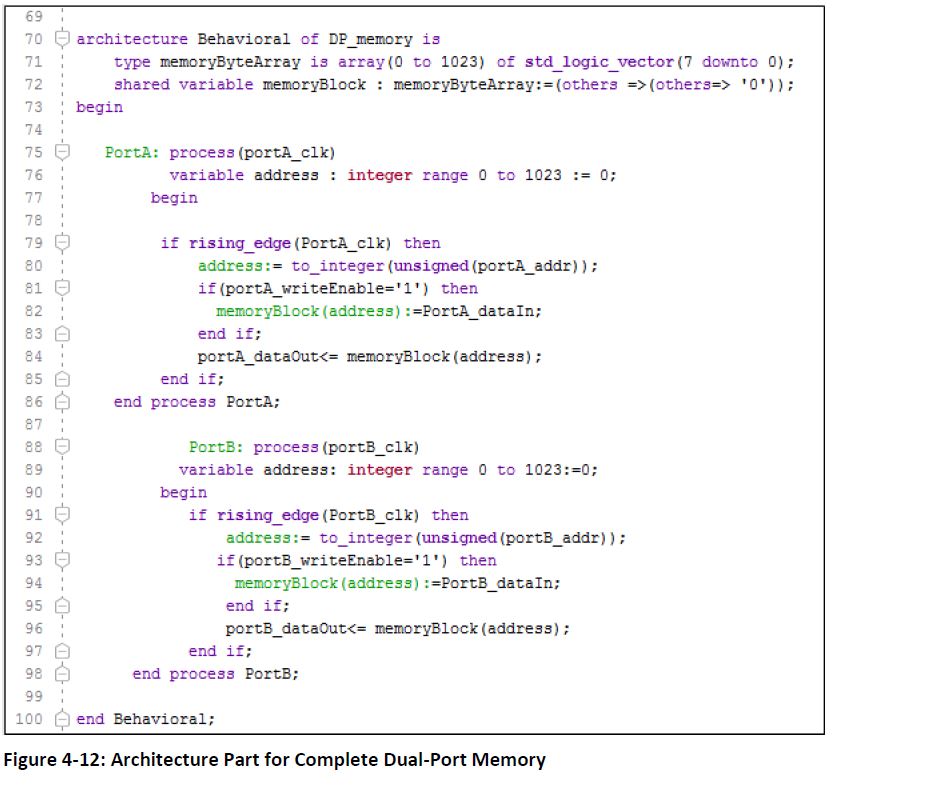 69
70 architecture Behavioral of DP_memory is
71 type memoryByteArray is array(0 to 1023) of std_logic_vector(7 downto 0);
72 shared variable memoryBlock : memoryByteArray:=(others =>(others=> '0'));
73 begin
74
75 PortA: process(portA_clk)
76 variable address : integer range 0 to 1023 := 0;
77 begin
78
79 if rising_edge(PortA_clk) then
80 address:= to_integer(unsigned(portA_addr));
81 if(portA_writeEnable='1') then
82 memoryBlock(address):=PortA_dataIn;
83 end if;
84 portA_dataOut<= memoryBlock(address);
85 end if;
86 end process PortA;
87
88 PortB: process(portB_clk)
89 variable address: integer range 0 to 1023:=0;
90 begin
91 if rising_edge(PortB_clk) then
92 address:= to_integer(unsigned(portB_addr));
93 if(portB_writeEnable='1') then
94 memoryBlock(address):=PortB_dataIn;
95 end if;
96 portB_dataOut<= memoryBlock(address);
97 end if;
98 end process PortB;
99
100 end Behavioral;
Figure 4-12: Architecture Part for Complete Dual-Port Memory